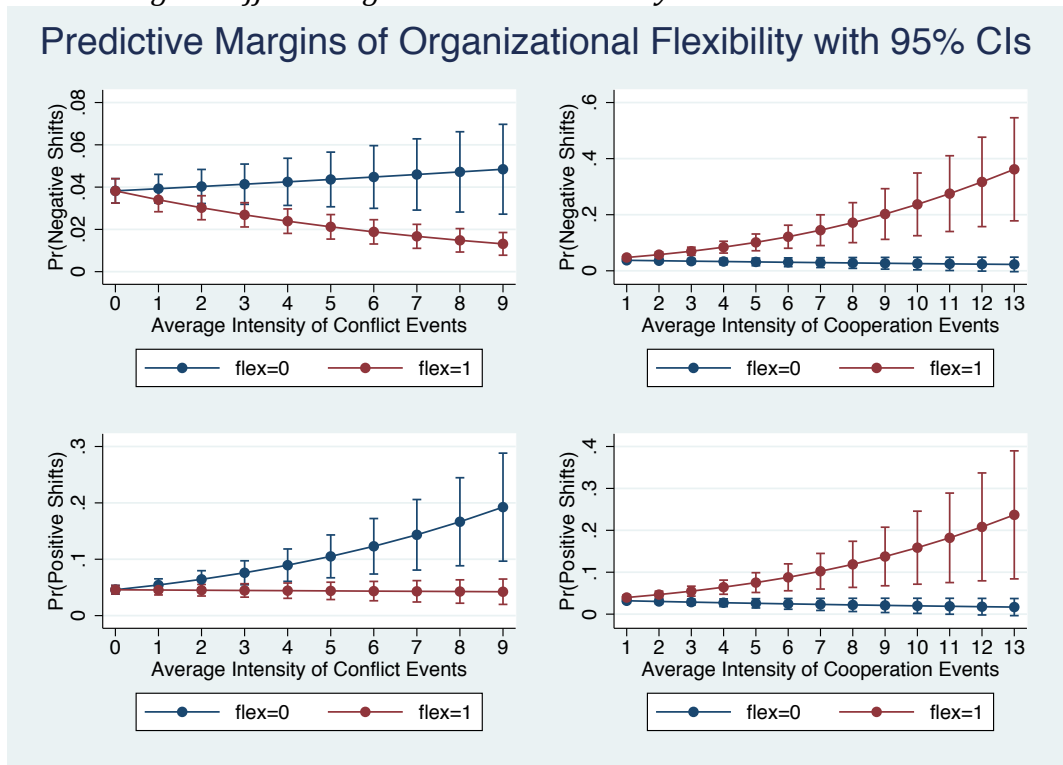 Predictive Margins of Organizational Flexibility with 95% CIs
Pr(Negative Shifts)
0 .02 .04 .06 .08
0 1 2 3 4 5 6 7 8 9
Average Intensity of Conflict Events
flex=0 flex=1
Pr(Negative Shifts)
0 .2 .4 .6
1 2 3 4 5 6 7 8 9 10 11 12 13
Average Intensity of Cooperation Events
flex=0 flex=1
Pr(Positive Shifts)
0 .1 .2 .3
0 1 2 3 4 5 6 7 8 9
Average Intensity of Conflict Events
flex=0 flex=1
Pr(Positive Shifts)
0 .1 .2 .3 .4
1 2 3 4 5 6 7 8 9 10 11 12 13
Average Intensity of Cooperation Events
flex=0 flex=1